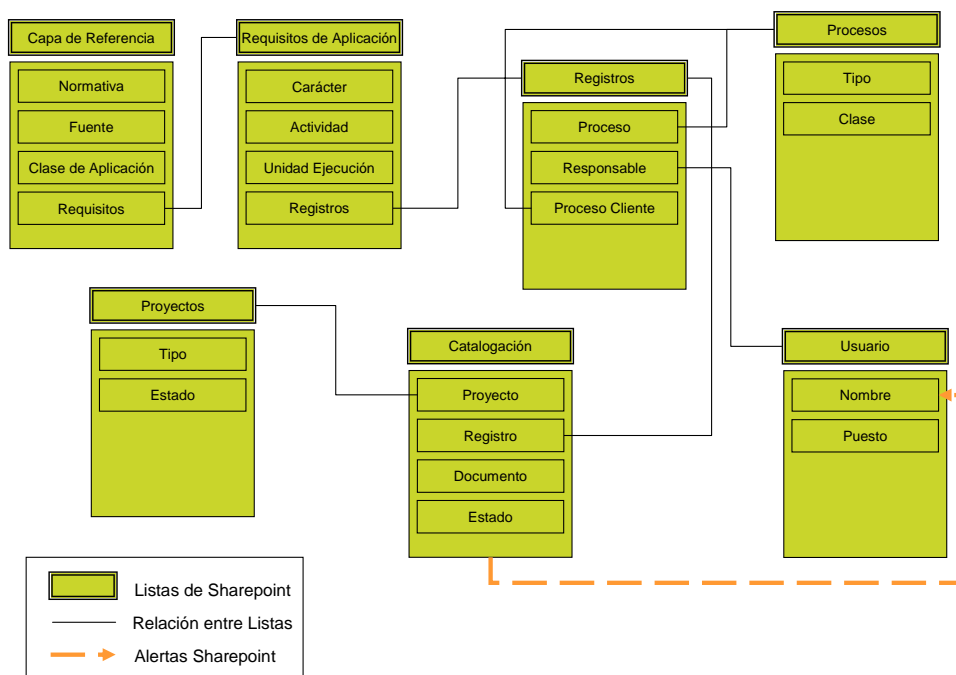 Capa de Referencia
Normativa
Fuente
Clase de Aplicación
Requisitos
Requisitos de Aplicación
Carácter
Actividad
Unidad Ejecución
Registros
Registros
Proceso
Responsable
Proceso Cliente
Procesos
Tipo
Clase
Proyectos
Tipo
Estado
Catalogación
Proyecto
Registro
Documento
Estado
Usuario
Nombre
Puesto
Listas de Sharepoint
Relación entre Listas
Alertas Sharepoint